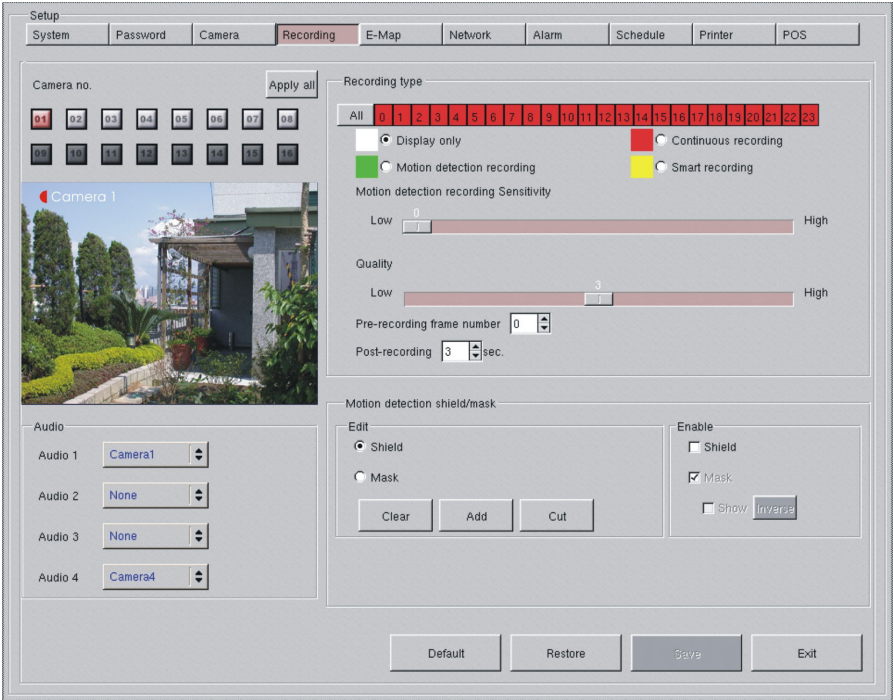 Setup
System Password Camera Recording E-Map Network Alarm Schedule Printer POS
Camera no. Apply all
01 02 03 04 05 06 07 08
09 10 11 12 13 14 15 16
Camera 1
Recording type
All 0 1 2 3 4 5 6 7 8 9 10 11 12 13 14 15 16 17 18 19 20 21 22 23
Display only Continuous recording
Motion detection recording Smart recording
Motion detection recording Sensitivity
0
Low High
Quality
3
Low High
Pre-recording frame number 0
Post-recording 3 sec.
Audio
Audio 1 Camera1
Audio 2 None
Audio 3 None
Audio 4 Camera4
Motion detection shield/mask
Edit
Shield
Mask
Clear Add Cut
Enable
Shield
Mask
Show Inverse
Default Restore Save Exit